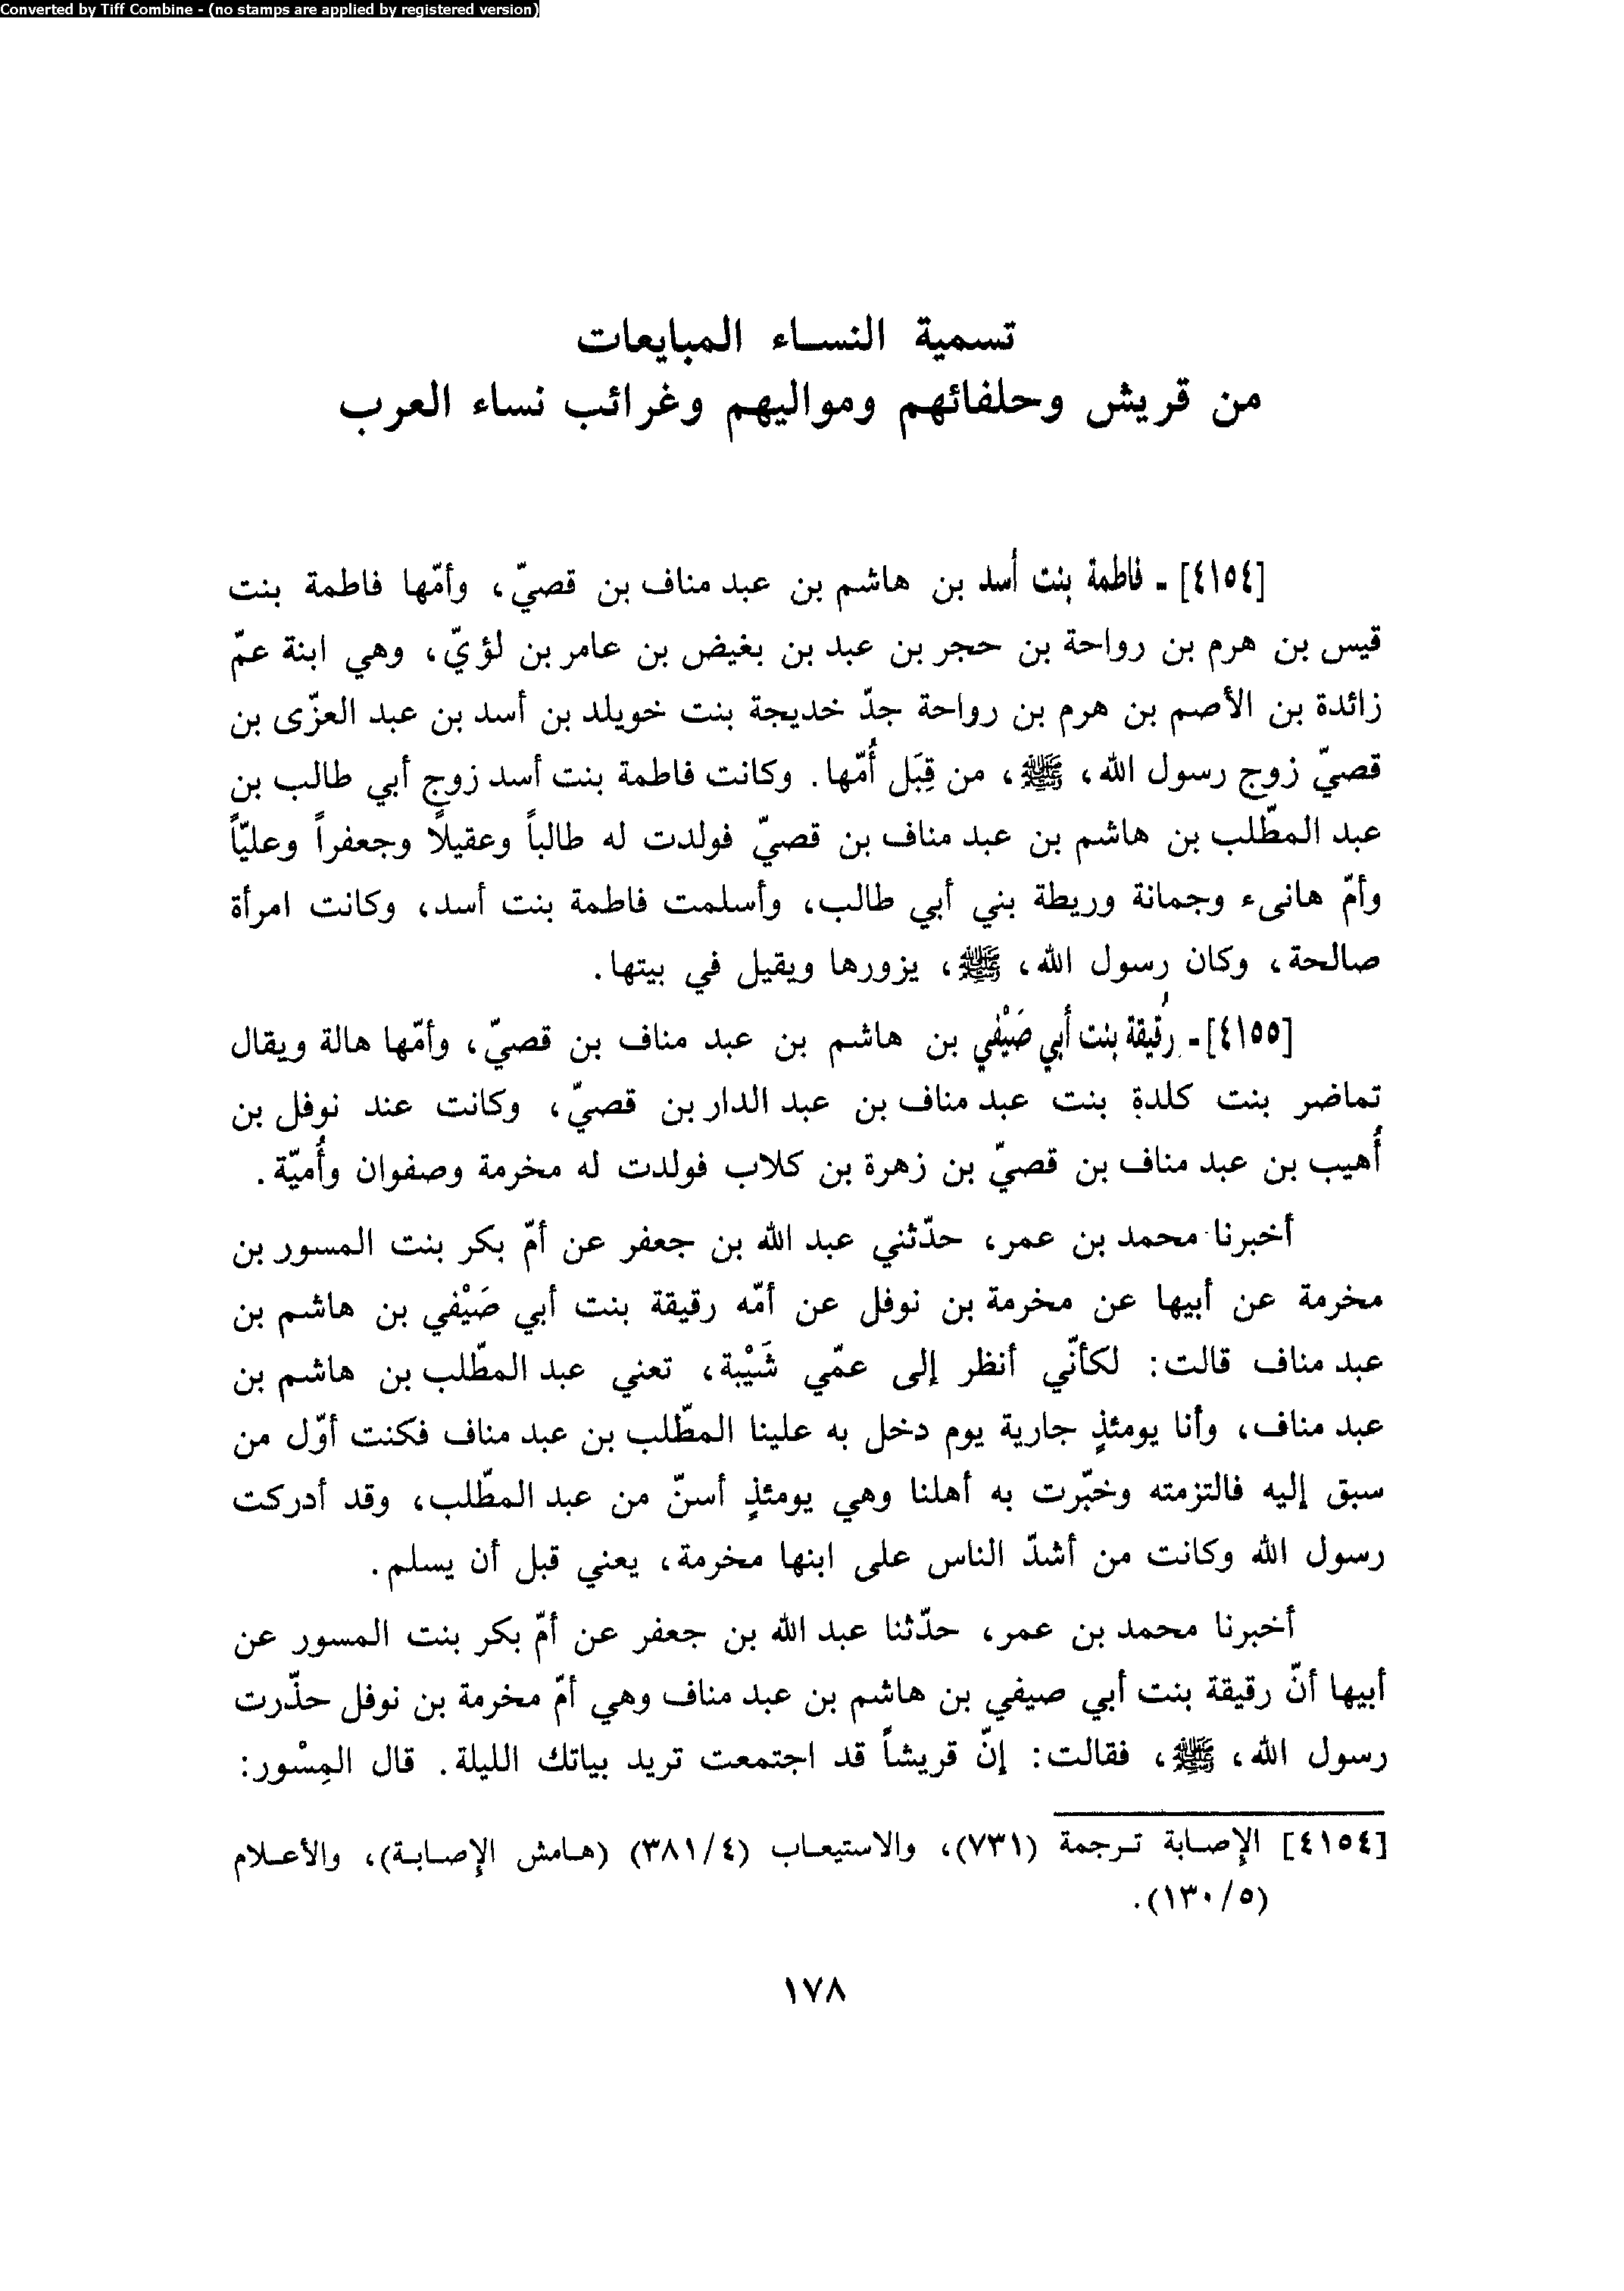 Converted by Tiff Combine - (no stamps are applied by registered version)
تسمية النساء المبايعات
من قريش وحلفائهم ومواليهم وغرائب نساء العرب
[٤١٥٤] - فاطمة بنت أسد بن هاشم بن عبد مناف بن قصيّ، وأمّها فاطمة بنت
قيس بن هرم بن رواحة بن حجر بن عبد بن بغيض بن عامر بن لؤيّ، وهي ابنة عمّ
زائدة بن الأصم بن هرم بن رواحة جدّ خديجة بنت خويلد بن أسد بن عبد العزّى بن
قصيّ زوج رسول الله، ﷺ، من قِبَل أُمّها. وكانت فاطمة بنت أسد زوج أبي طالب بن
عبد المطّلب بن هاشم بن عبد مناف بن قصيّ فولدت له طالباً وعقيلاً وجعفراً وعليّاً
وأمّ هانىء وجمانة وريطة بني أبي طالب، وأسلمت فاطمة بنت أسد، وكانت امرأة
صالحة، وكان رسول الله، ﷺ، يزورها ويقيل في بيتها.
[٤١٥٥] - رُقيقة بنت أبي صَيْفي بن هاشم بن عبد مناف بن قصيّ، وأمّها هالة ويقال
تماضر بنت كلدة بنت عبد مناف بن عبد الدار بن قصيّ، وكانت عند نوفل بن
أُهيب بن عبد مناف بن قصيّ بن زهرة بن كلاب فولدت له مخرمة وصفوان وأُميّة.
أخبرنا محمد بن عمر، حدّثني عبد الله بن جعفر عن أمّ بكر بنت المسور بن
مخرمة عن أبيها عن مخرمة بن نوفل عن أمّه رقيقة بنت أبي صَيْفي بن هاشم بن
عبد مناف قالت: لكأنّي أنظر إلى عمّي شَيْبة، تعني عبد المطّلب بن هاشم بن
عبد مناف، وأنا يومئذٍ جارية يوم دخل به علينا المطّلب بن عبد مناف فكنت أوّل من
سبق إليه فالتزمته وخبّرت به أهلنا وهي يومئذٍ أسنّ من عبد المطّلب، وقد أدركت
رسول الله وكانت من أشدّ الناس على ابنها مخرمة، يعني قبل أن يسلم.
أخبرنا محمد بن عمر، حدّثنا عبد الله بن جعفر عن أمّ بكر بنت المسور عن
أبيها أنّ رقيقة بنت أبي صيفي بن هاشم بن عبد مناف وهي أمّ مخرمة بن نوفل حذّرت
رسول الله، ﷺ، فقالت: إنّ قريشاً قد اجتمعت تريد بياتك الليلة. قال المِسْور:
[٤١٥٤] الإصابة ترجمة (٧٣١)، والاستيعاب (٣٨١/٤) (هامش الإصابة)، والأعلام
(١٣٠/٥).
١٧٨